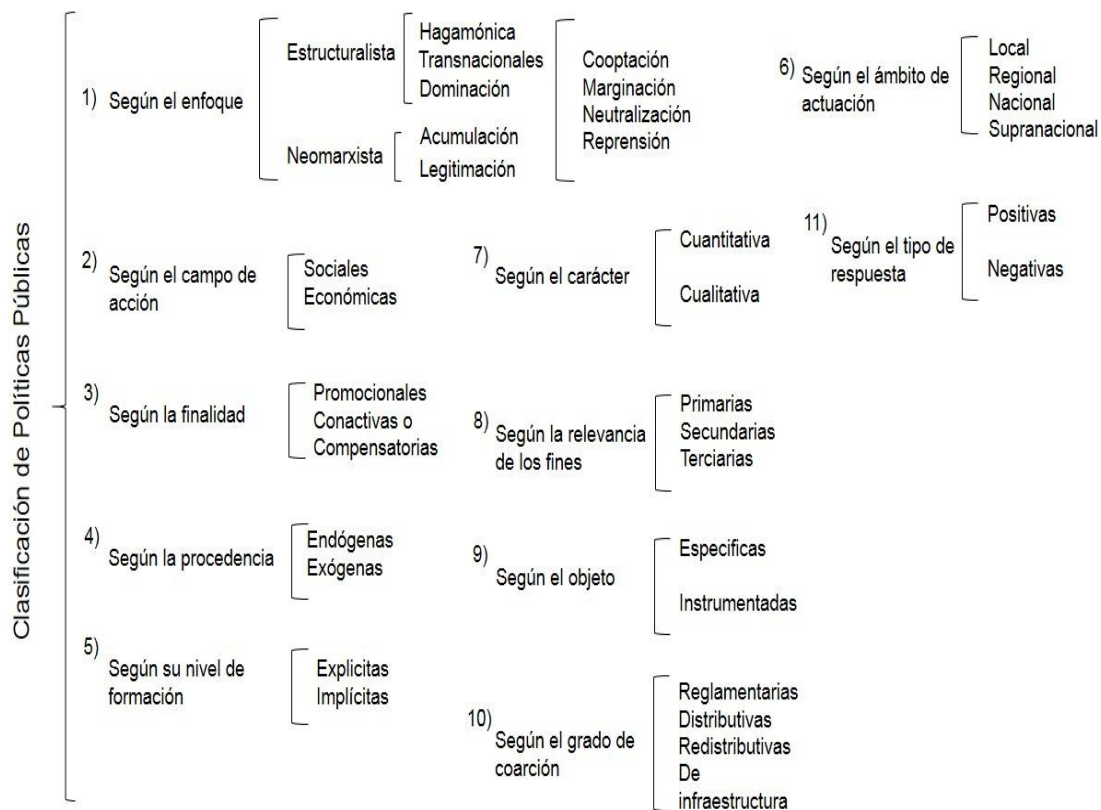 Clasificación de Políticas Públicas
1) Según el enfoque
Estructuralista
Hagamónica
Transnacionales
Dominación
Neomarxista
Acumulación
Legitimación
Cooptación
Marginación
Neutralización
Reprensión
2) Según el campo de
acción
Sociales
Económicas
3) Según la finalidad
Promocionales
Conactivas o
Compensatorias
4) Según la procedencia
Endógenas
Exógenas
5) Según su nivel de
formación
Explicitas
Implícitas
6) Según el ámbito de
actuación
Local
Regional
Nacional
Supranacional
7) Según el carácter
Cuantitativa
Cualitativa
8) Según la relevancia
de los fines
Primarias
Secundarias
Terciarias
9) Según el objeto
Especificas
Instrumentadas
10) Según el grado de
coarción
Reglamentarias
Distributivas
Redistributivas
De
infraestructura
11) Según el tipo de
respuesta
Positivas
Negativas